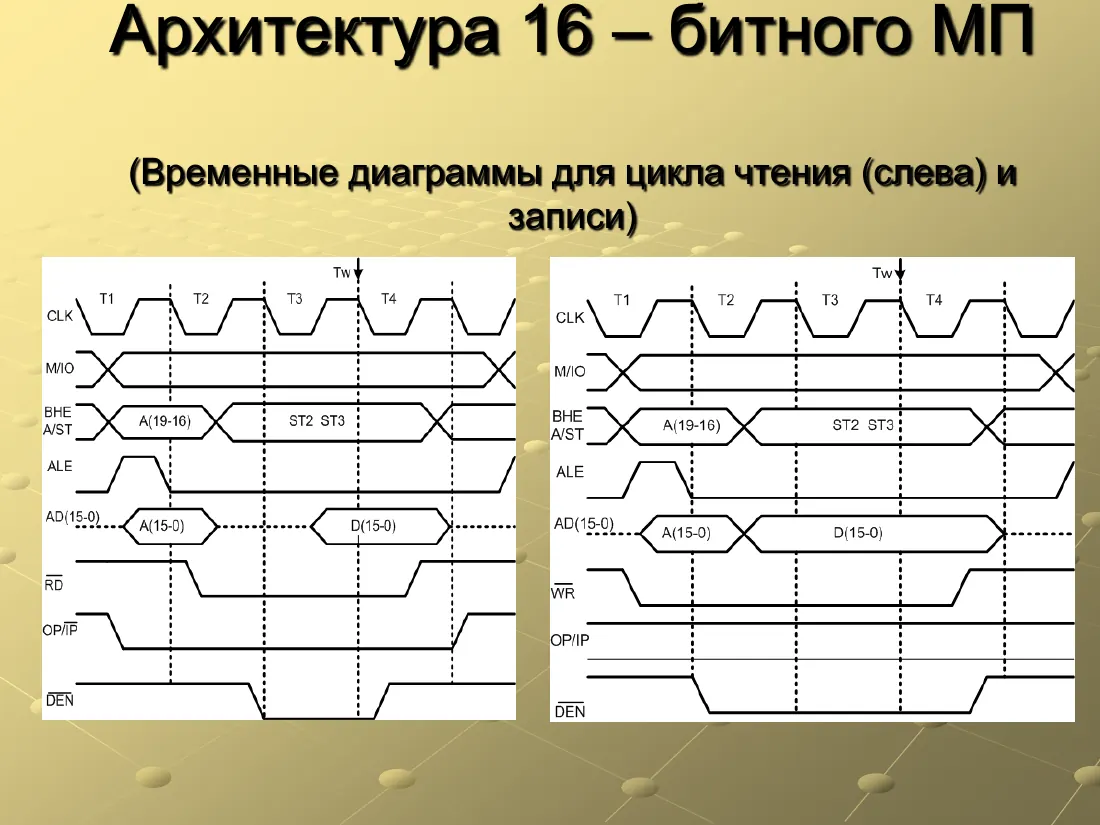 Архитектура 16 – битного МП
(Временные диаграммы для цикла чтения (слева) и
записи)
Tw
T1 T2 T3 T4
CLK
M/IO
BHE
A/ST
A(19-16) ST2 ST3
ALE
AD(15-0) A(15-0) D(15-0)
RD
OP/IP
DEN
Tw
T1 T2 T3 T4
CLK
M/IO
BHE
A/ST
A(19-16) ST2 ST3
ALE
AD(15-0) A(15-0) D(15-0)
WR
OP/IP
DEN